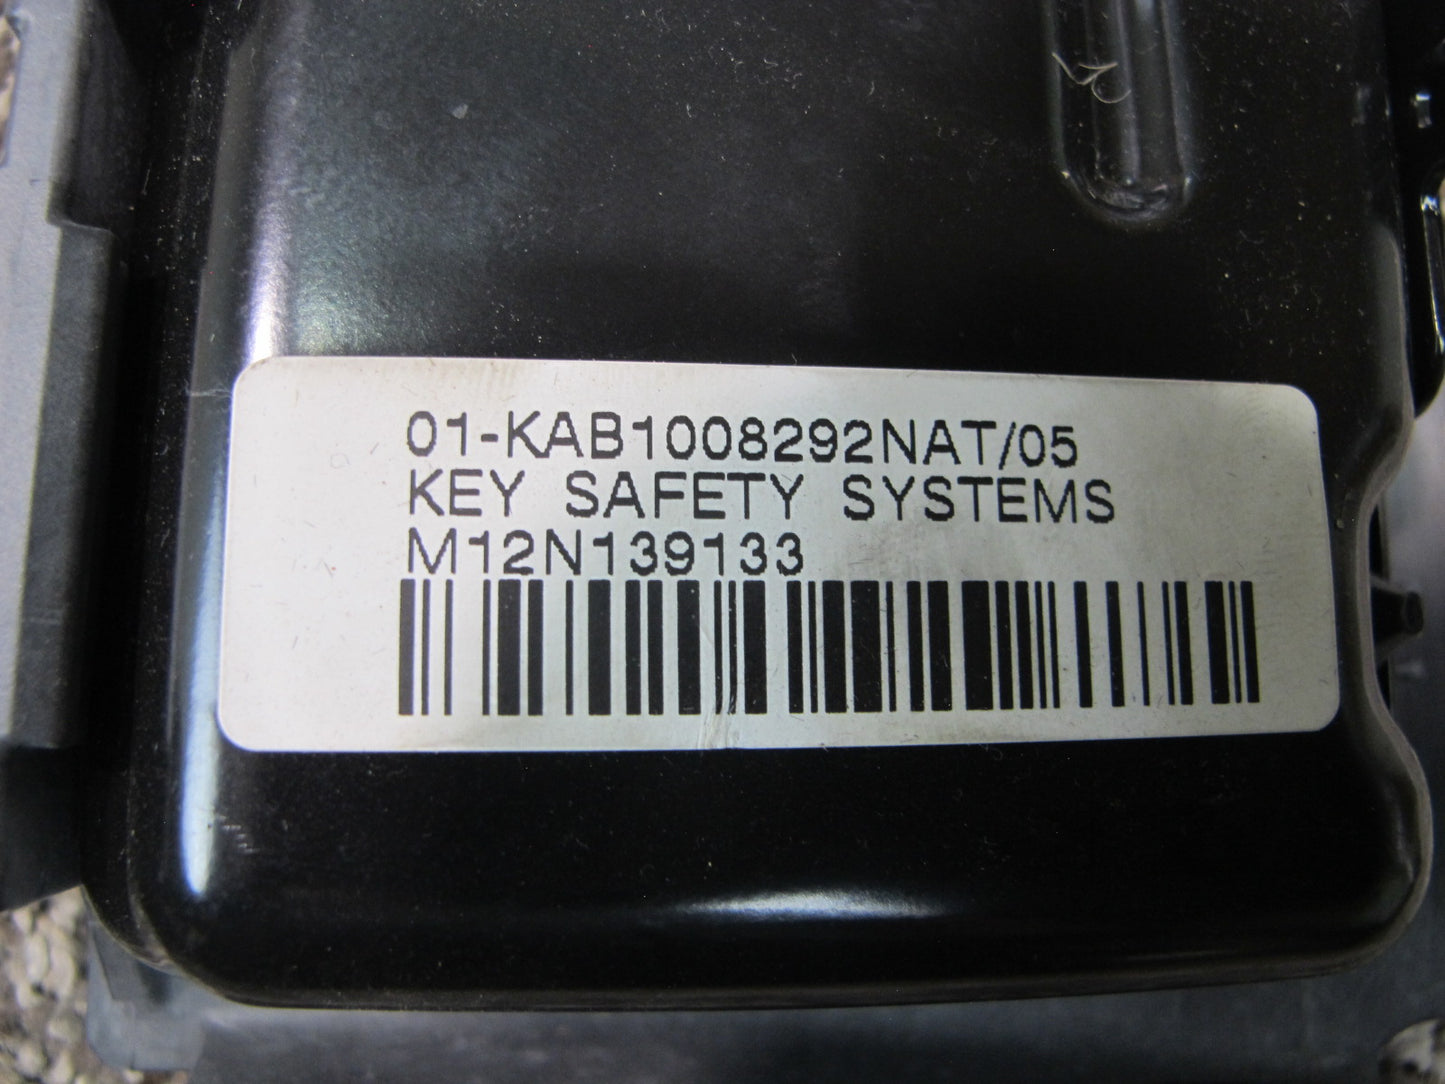 01-KAB1008292NAT/05
KEY SAFETY SYSTEMS
M12N139133